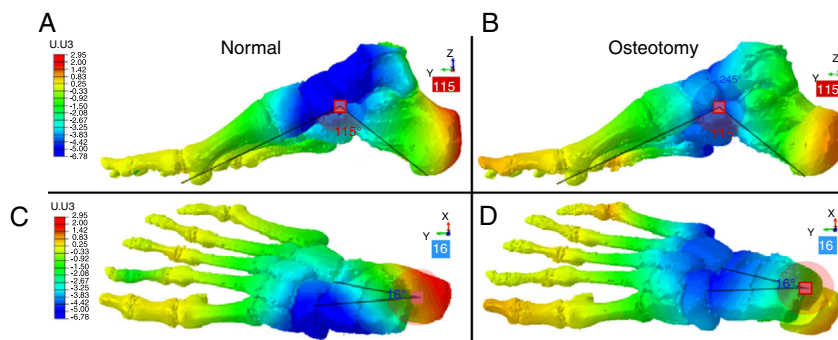 A
B
U.U3
Normal
Osteotomy
2.95
2.00
1.42
0.83
0.25
-0.33
-0.92
-1.50
-2.08
-2.67
-3.25
-3.83
-4.42
-5.00
-6.78
Z
Y
115
115°
Z
Y
115
245°
C
D
U.U3
2.95
2.00
1.42
0.83
0.25
-0.33
-0.92
-1.50
-2.08
-2.67
-3.25
-3.83
-4.42
-5.00
-6.78
X
Y
16
16°
X
Y
16
16°